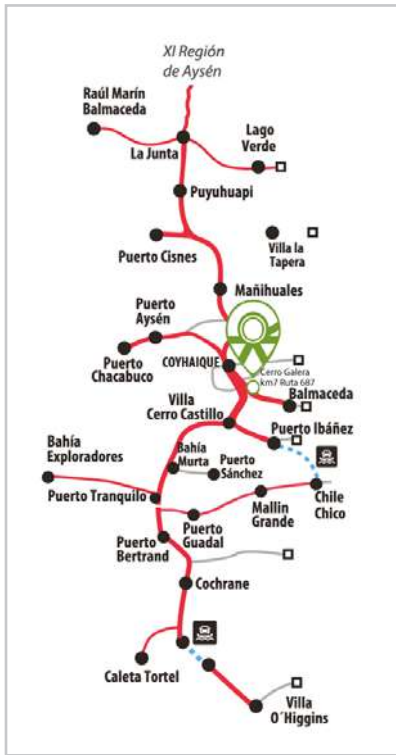 XI Región
de Aysén
Raúl Marín
Balmaceda
La Junta
Lago
Verde
Puyuhuapi
Puerto Cisnes
Villa la
Tapera
Mañihuales
Puerto
Aysén
Puerto
Chacabuco
COYHAIQUE
Cerro Galera
km7 Ruta 687
Balmaceda
Villa
Cerro Castillo
Puerto Ibáñez
Bahía
Exploradores
Bahía
Murta
Puerto
Sánchez
Puerto Tranquilo
Mallin
Grande
Chile
Chico
Puerto
Guadal
Puerto
Bertrand
Cochrane
Caleta Tortel
Villa
O´Higgins